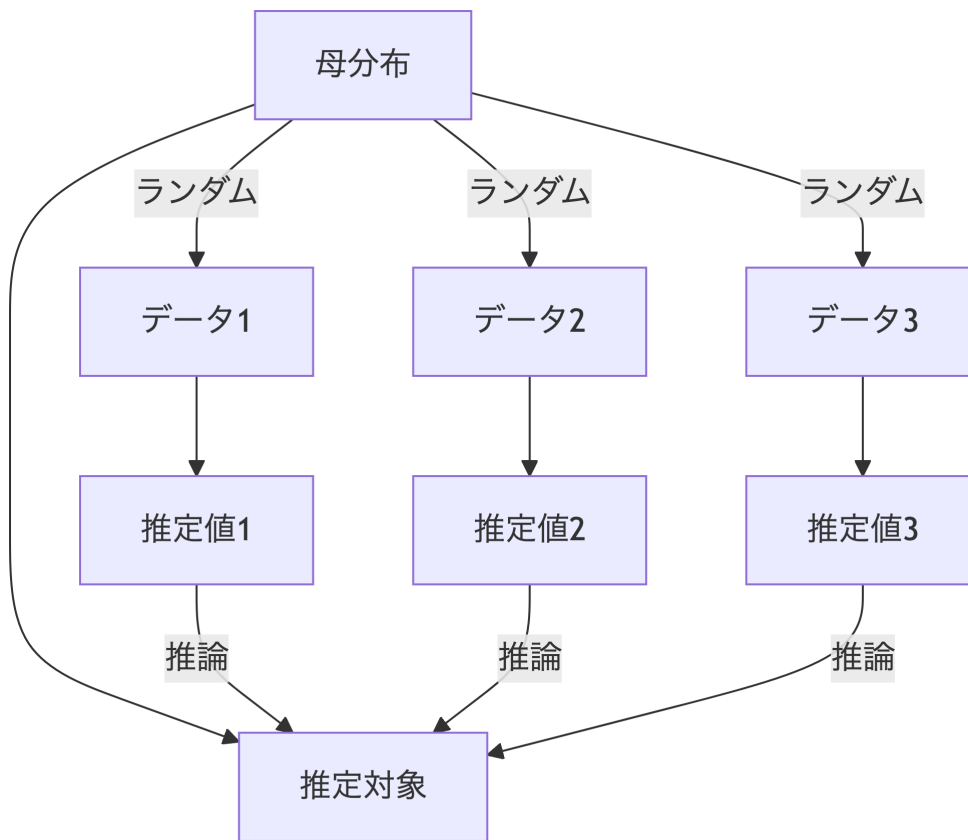 母分布
ランダム
ランダム
ランダム
データ1
データ2
データ3
推定値1
推定値2
推定値3
推論
推論
推論
推定対象